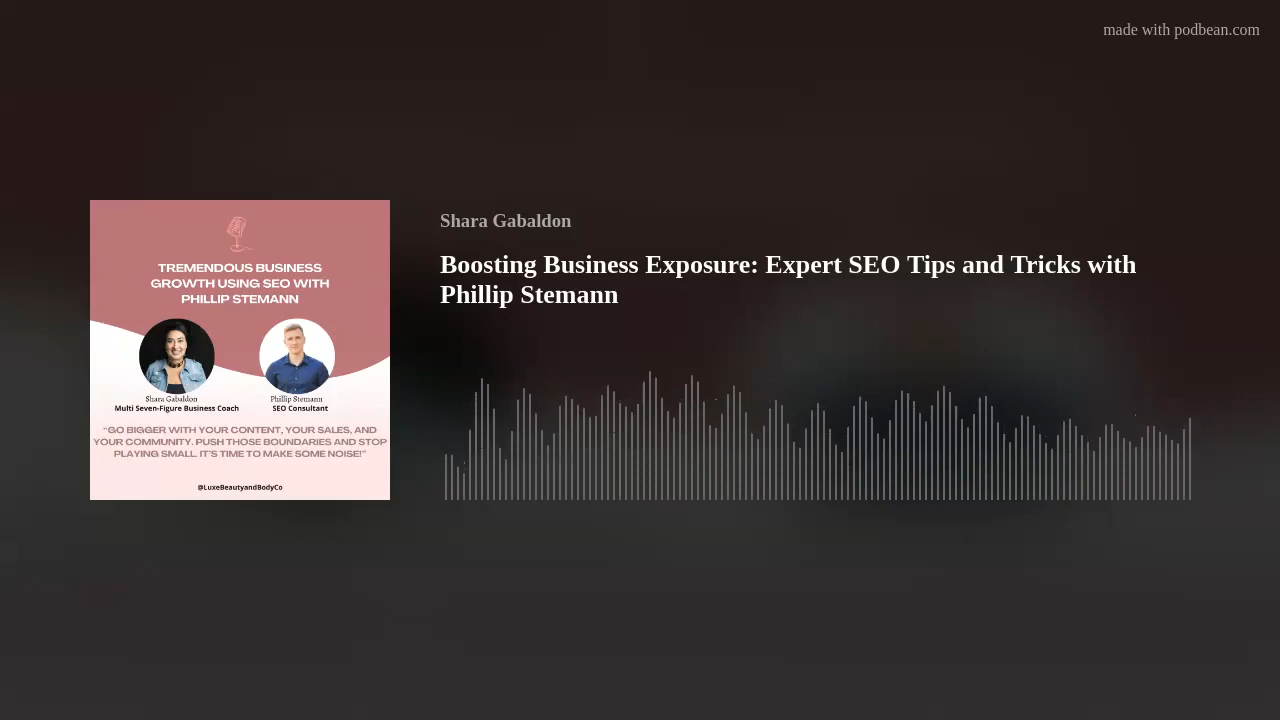 made with podbean.com
TREMENDOUS BUSINESS
GROWTH USING SEO WITH
PHILLIP STEMANN
Shara Gabaldon
Multi Seven-Figure Business Coach
Phillip Stemann
SEO Consultant
"GO BIGGER WITH YOUR CONTENT, YOUR SALES, AND
YOUR COMMUNITY. PUSH THOSE BOUNDARIES AND STOP
PLAYING SMALL. IT'S TIME TO MAKE SOME NOISE!"
@LuxeBeautyandBodyCo
Shara Gabaldon
Boosting Business Exposure: Expert SEO Tips and Tricks with
Phillip Stemann